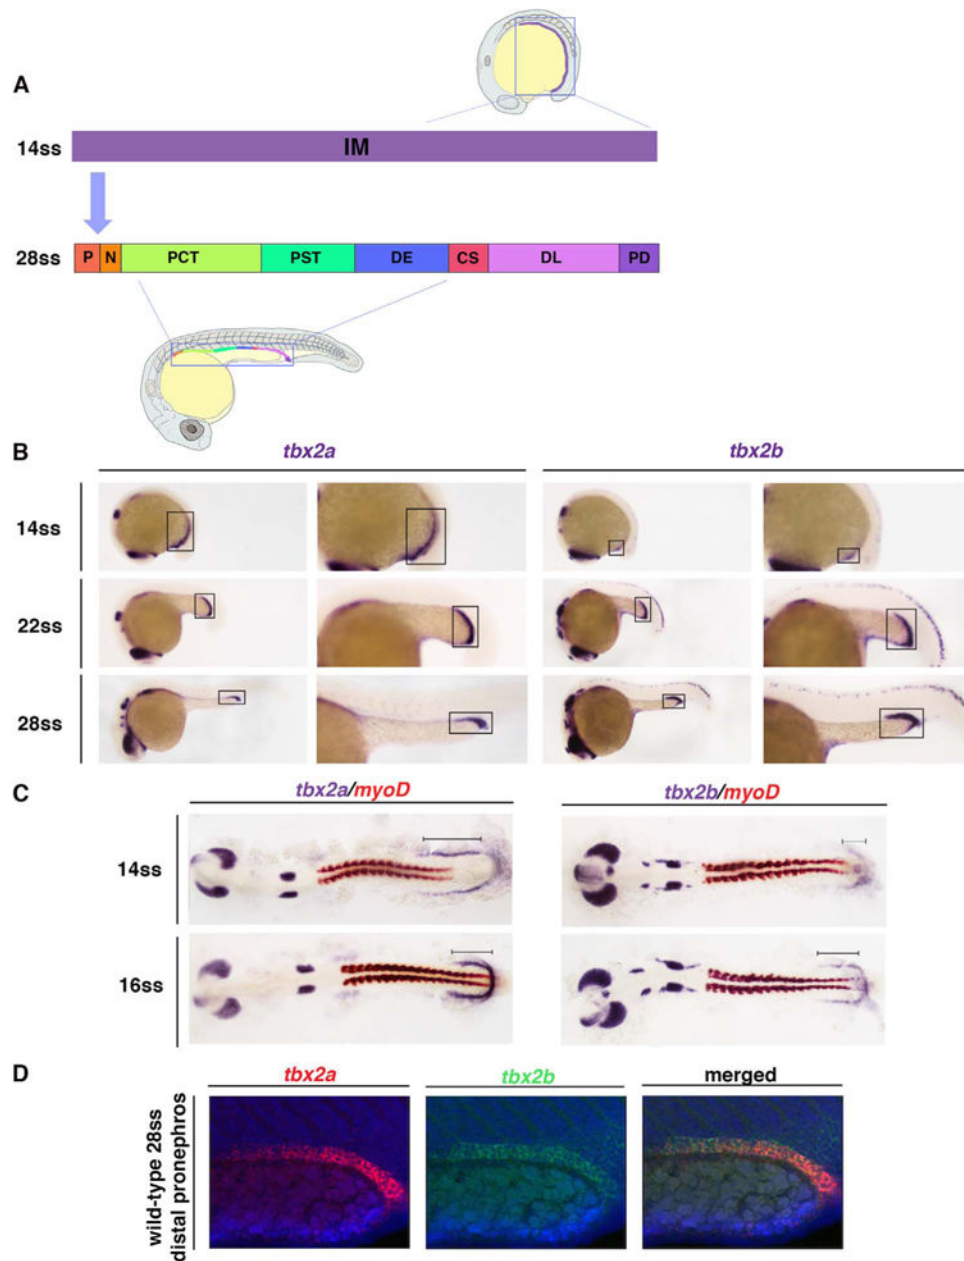 A
14ss
IM
28ss
P N PCT PST DE CS DL PD
B
tbx2a
tbx2b
14ss
22ss
28ss
C
tbx2a/myoD
tbx2b/myoD
14ss
16ss
D
tbx2a
tbx2b
merged
wild-type 28ss
distal pronephros